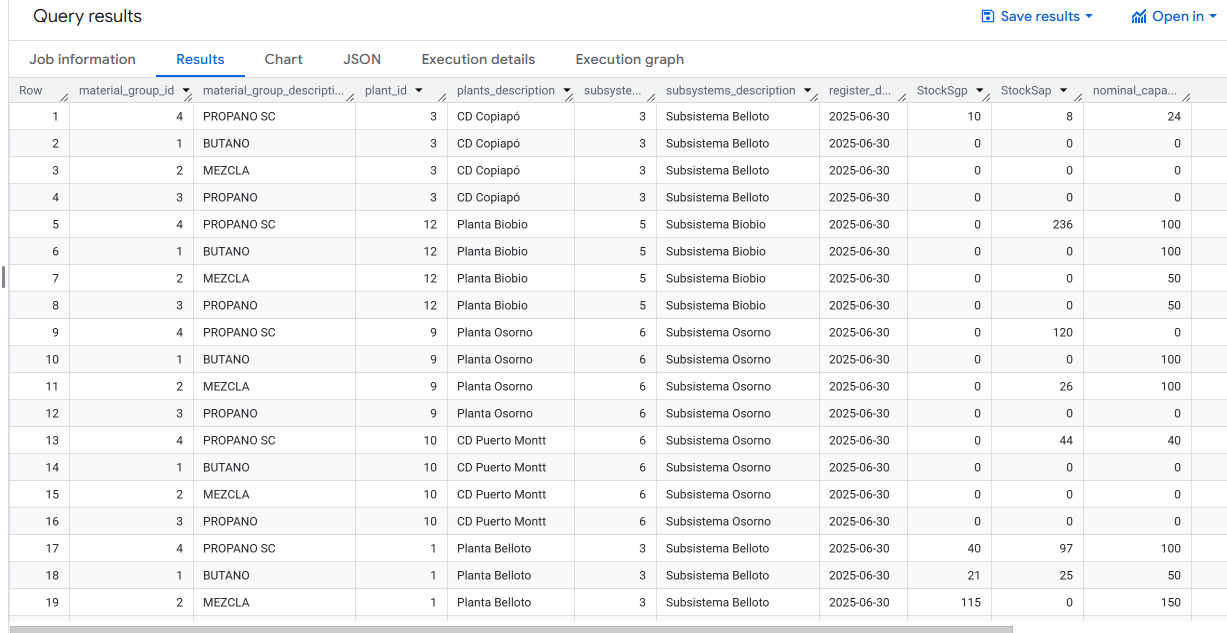 Query results Save results Open in
Job information Results Chart JSON Execution details Execution graph
Row material_group_id material_group_descripti... plant_id plants_description subsyste... subsystems_description register_d... StockSgp StockSap nominal_capa...
1 4 PROPANO SC 3 CD Copiapó 3 Subsistema Belloto 2025-06-30 10 8 24
2 1 BUTANO 3 CD Copiapó 3 Subsistema Belloto 2025-06-30 0 0 0
3 2 MEZCLA 3 CD Copiapó 3 Subsistema Belloto 2025-06-30 0 0 0
4 3 PROPANO 3 CD Copiapó 3 Subsistema Belloto 2025-06-30 0 0 0
5 4 PROPANO SC 12 Planta Biobio 5 Subsistema Biobio 2025-06-30 0 236 100
6 1 BUTANO 12 Planta Biobio 5 Subsistema Biobio 2025-06-30 0 0 100
7 2 MEZCLA 12 Planta Biobio 5 Subsistema Biobio 2025-06-30 0 0 50
8 3 PROPANO 12 Planta Biobio 5 Subsistema Biobio 2025-06-30 0 0 50
9 4 PROPANO SC 9 Planta Osorno 6 Subsistema Osorno 2025-06-30 0 120 0
10 1 BUTANO 9 Planta Osorno 6 Subsistema Osorno 2025-06-30 0 0 100
11 2 MEZCLA 9 Planta Osorno 6 Subsistema Osorno 2025-06-30 0 26 100
12 3 PROPANO 9 Planta Osorno 6 Subsistema Osorno 2025-06-30 0 0 0
13 4 PROPANO SC 10 CD Puerto Montt 6 Subsistema Osorno 2025-06-30 0 44 40
14 1 BUTANO 10 CD Puerto Montt 6 Subsistema Osorno 2025-06-30 0 0 0
15 2 MEZCLA 10 CD Puerto Montt 6 Subsistema Osorno 2025-06-30 0 0 0
16 3 PROPANO 10 CD Puerto Montt 6 Subsistema Osorno 2025-06-30 0 0 0
17 4 PROPANO SC 1 Planta Belloto 3 Subsistema Belloto 2025-06-30 40 97 100
18 1 BUTANO 1 Planta Belloto 3 Subsistema Belloto 2025-06-30 21 25 50
19 2 MEZCLA 1 Planta Belloto 3 Subsistema Belloto 2025-06-30 115 0 150